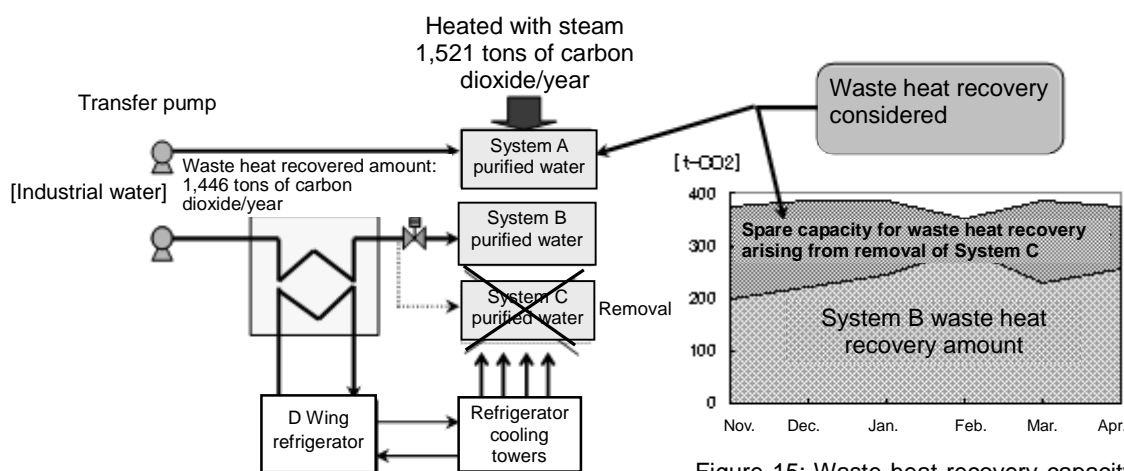 Heated with steam
1,521 tons of carbon
dioxide/year
Transfer pump
Waste heat recovered amount:
1,446 tons of carbon
dioxide/year
[Industrial water]
System A
purified water
System B
purified water
System C
purified water
Removal
D Wing
refrigerator
Refrigerator
cooling
towers
Waste heat recovery
considered
[t-CO2]
400
300
200
100
0
Spare capacity for waste heat recovery
arising from removal of System C
System B waste heat
recovery amount
Nov. Dec. Jan. Feb. Mar. Apr.
Figure 15: Waste heat recovery capacity